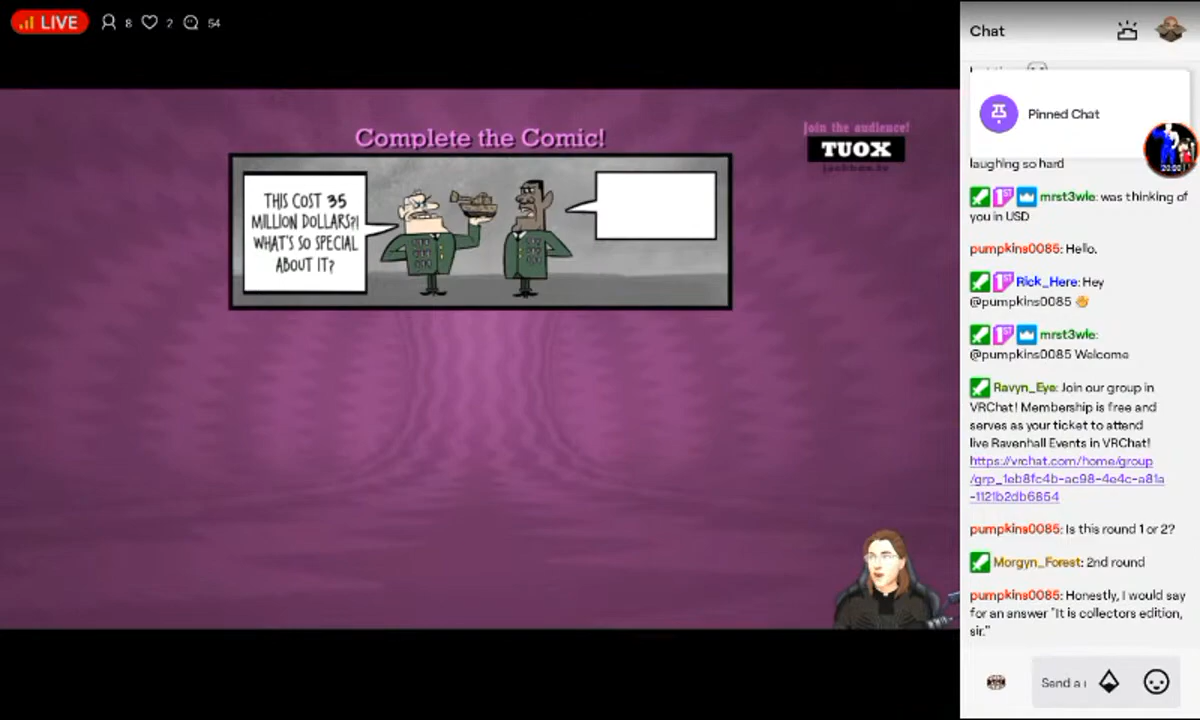 LIVE 8 2 54
Complete the Comic!
Join the audience!
TUOX
jackbox.tv
THIS COST 35
MILLION DOLLARS?!
WHAT'S SO SPECIAL
ABOUT IT?
Chat
Pinned Chat
20:00
laughing so hard
mrst3wie: was thinking of
you in USD
pumpkins0085: Hello.
Rick_Here: Hey
@pumpkins0085
mrst3wie:
@pumpkins0085 Welcome
Ravyn_Eye: Join our group in
VRChat! Membership is free and
serves as your ticket to attend
live Ravenhall Events in VRChat!
https://vrchat.com/home/group
/grp_1eb8fc4b-ac98-4e4c-a81a
-1121b2db6854
pumpkins0085: Is this round 1 or 2?
Morgyn_Forest: 2nd round
pumpkins0085: Honestly, I would say
for an answer "It is collectors edition,
sir."
Send a